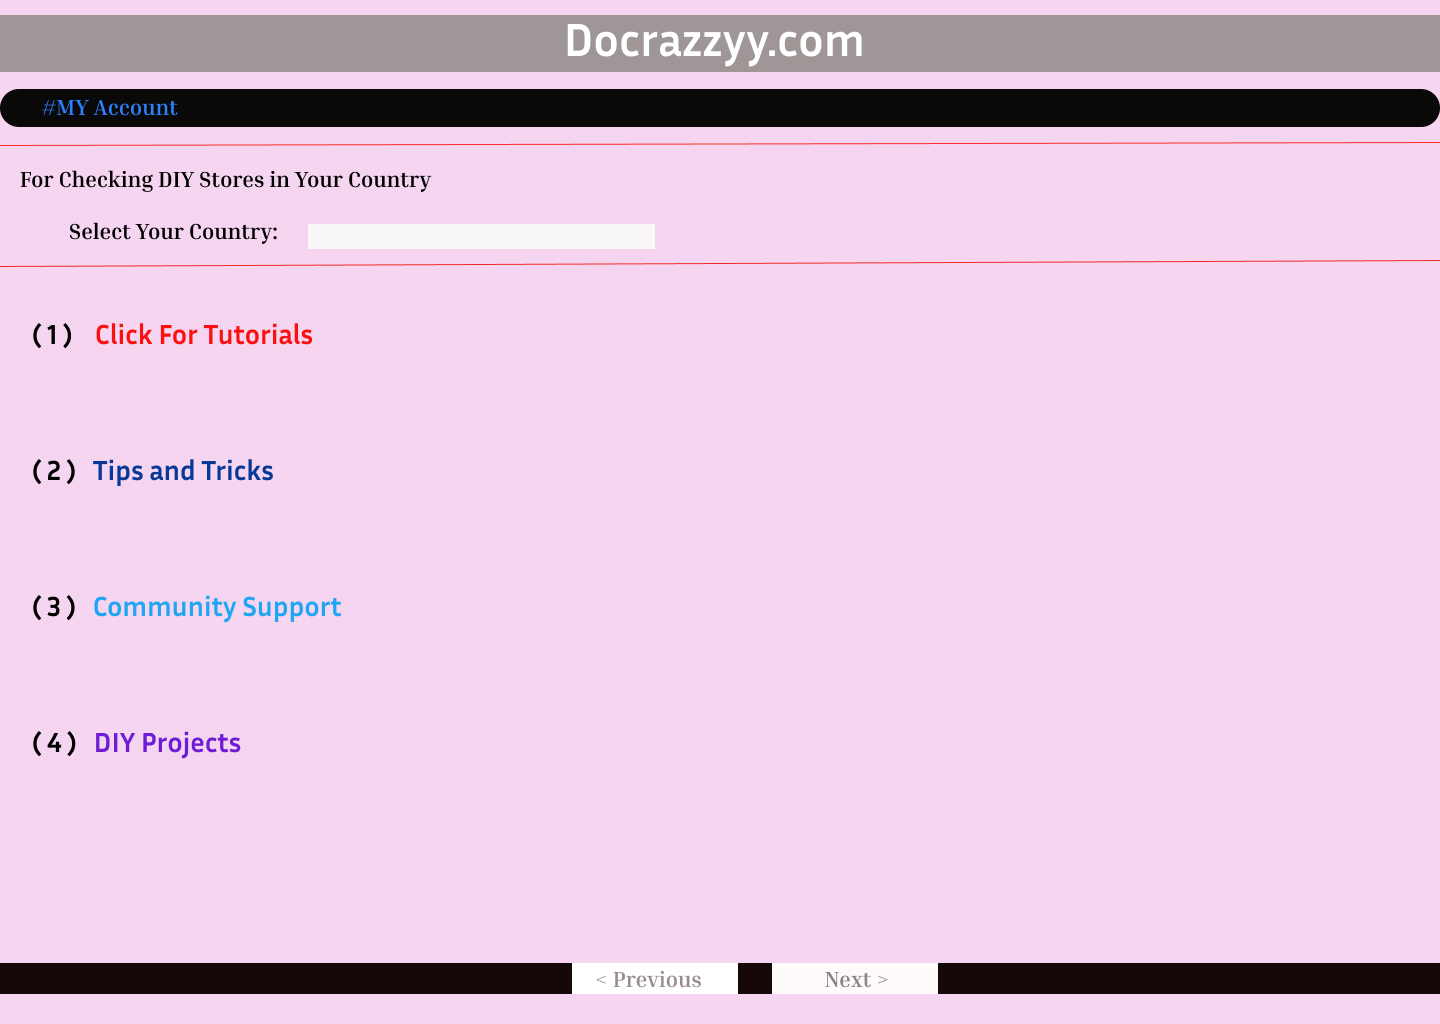 Docrazzyy.com
#MY Account
For Checking DIY Stores in Your Country
Select Your Country:
(1) Click For Tutorials
(2) Tips and Tricks
(3) Community Support
(4) DIY Projects
< Previous Next >